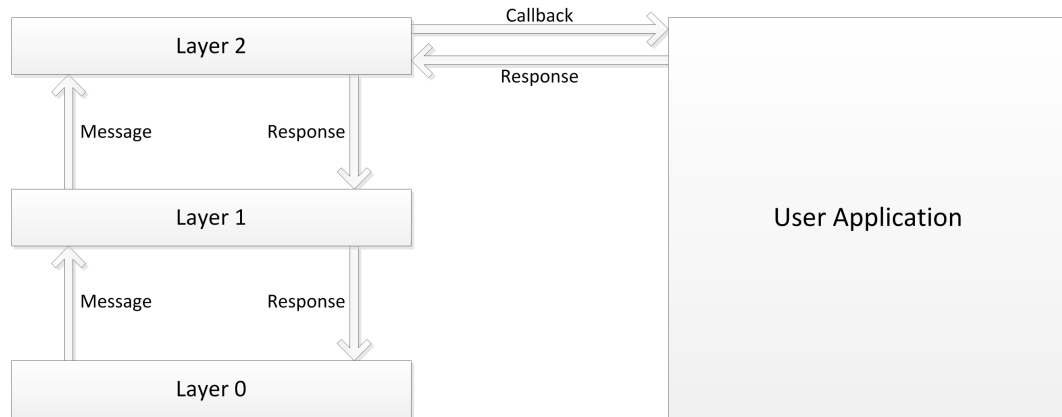 Callback
Layer 2
Response
Message
Response
Layer 1
User Application
Message
Response
Layer 0